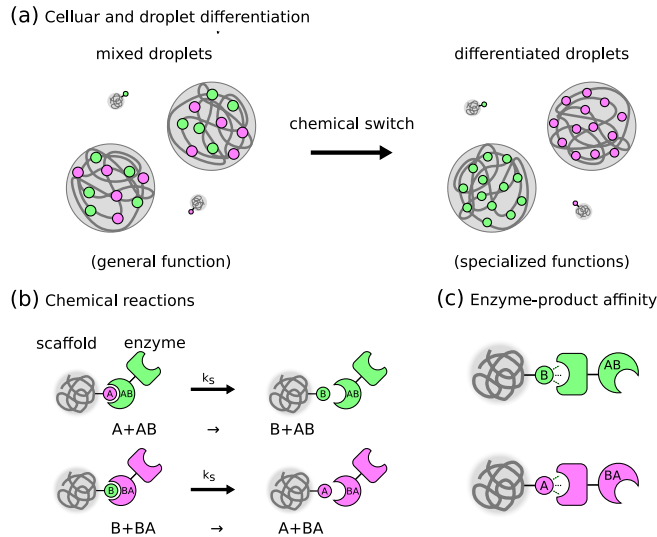 (a) Celluar and droplet differentiation
mixed droplets
differentiated droplets
chemical switch
(general function)
(specialized functions)
(b) Chemical reactions
scaffold enzyme
A AB
kₛ
B AB
A+AB → B+AB
B BA
kₛ
A BA
B+BA → A+BA
(c) Enzyme-product affinity
B AB
A BA